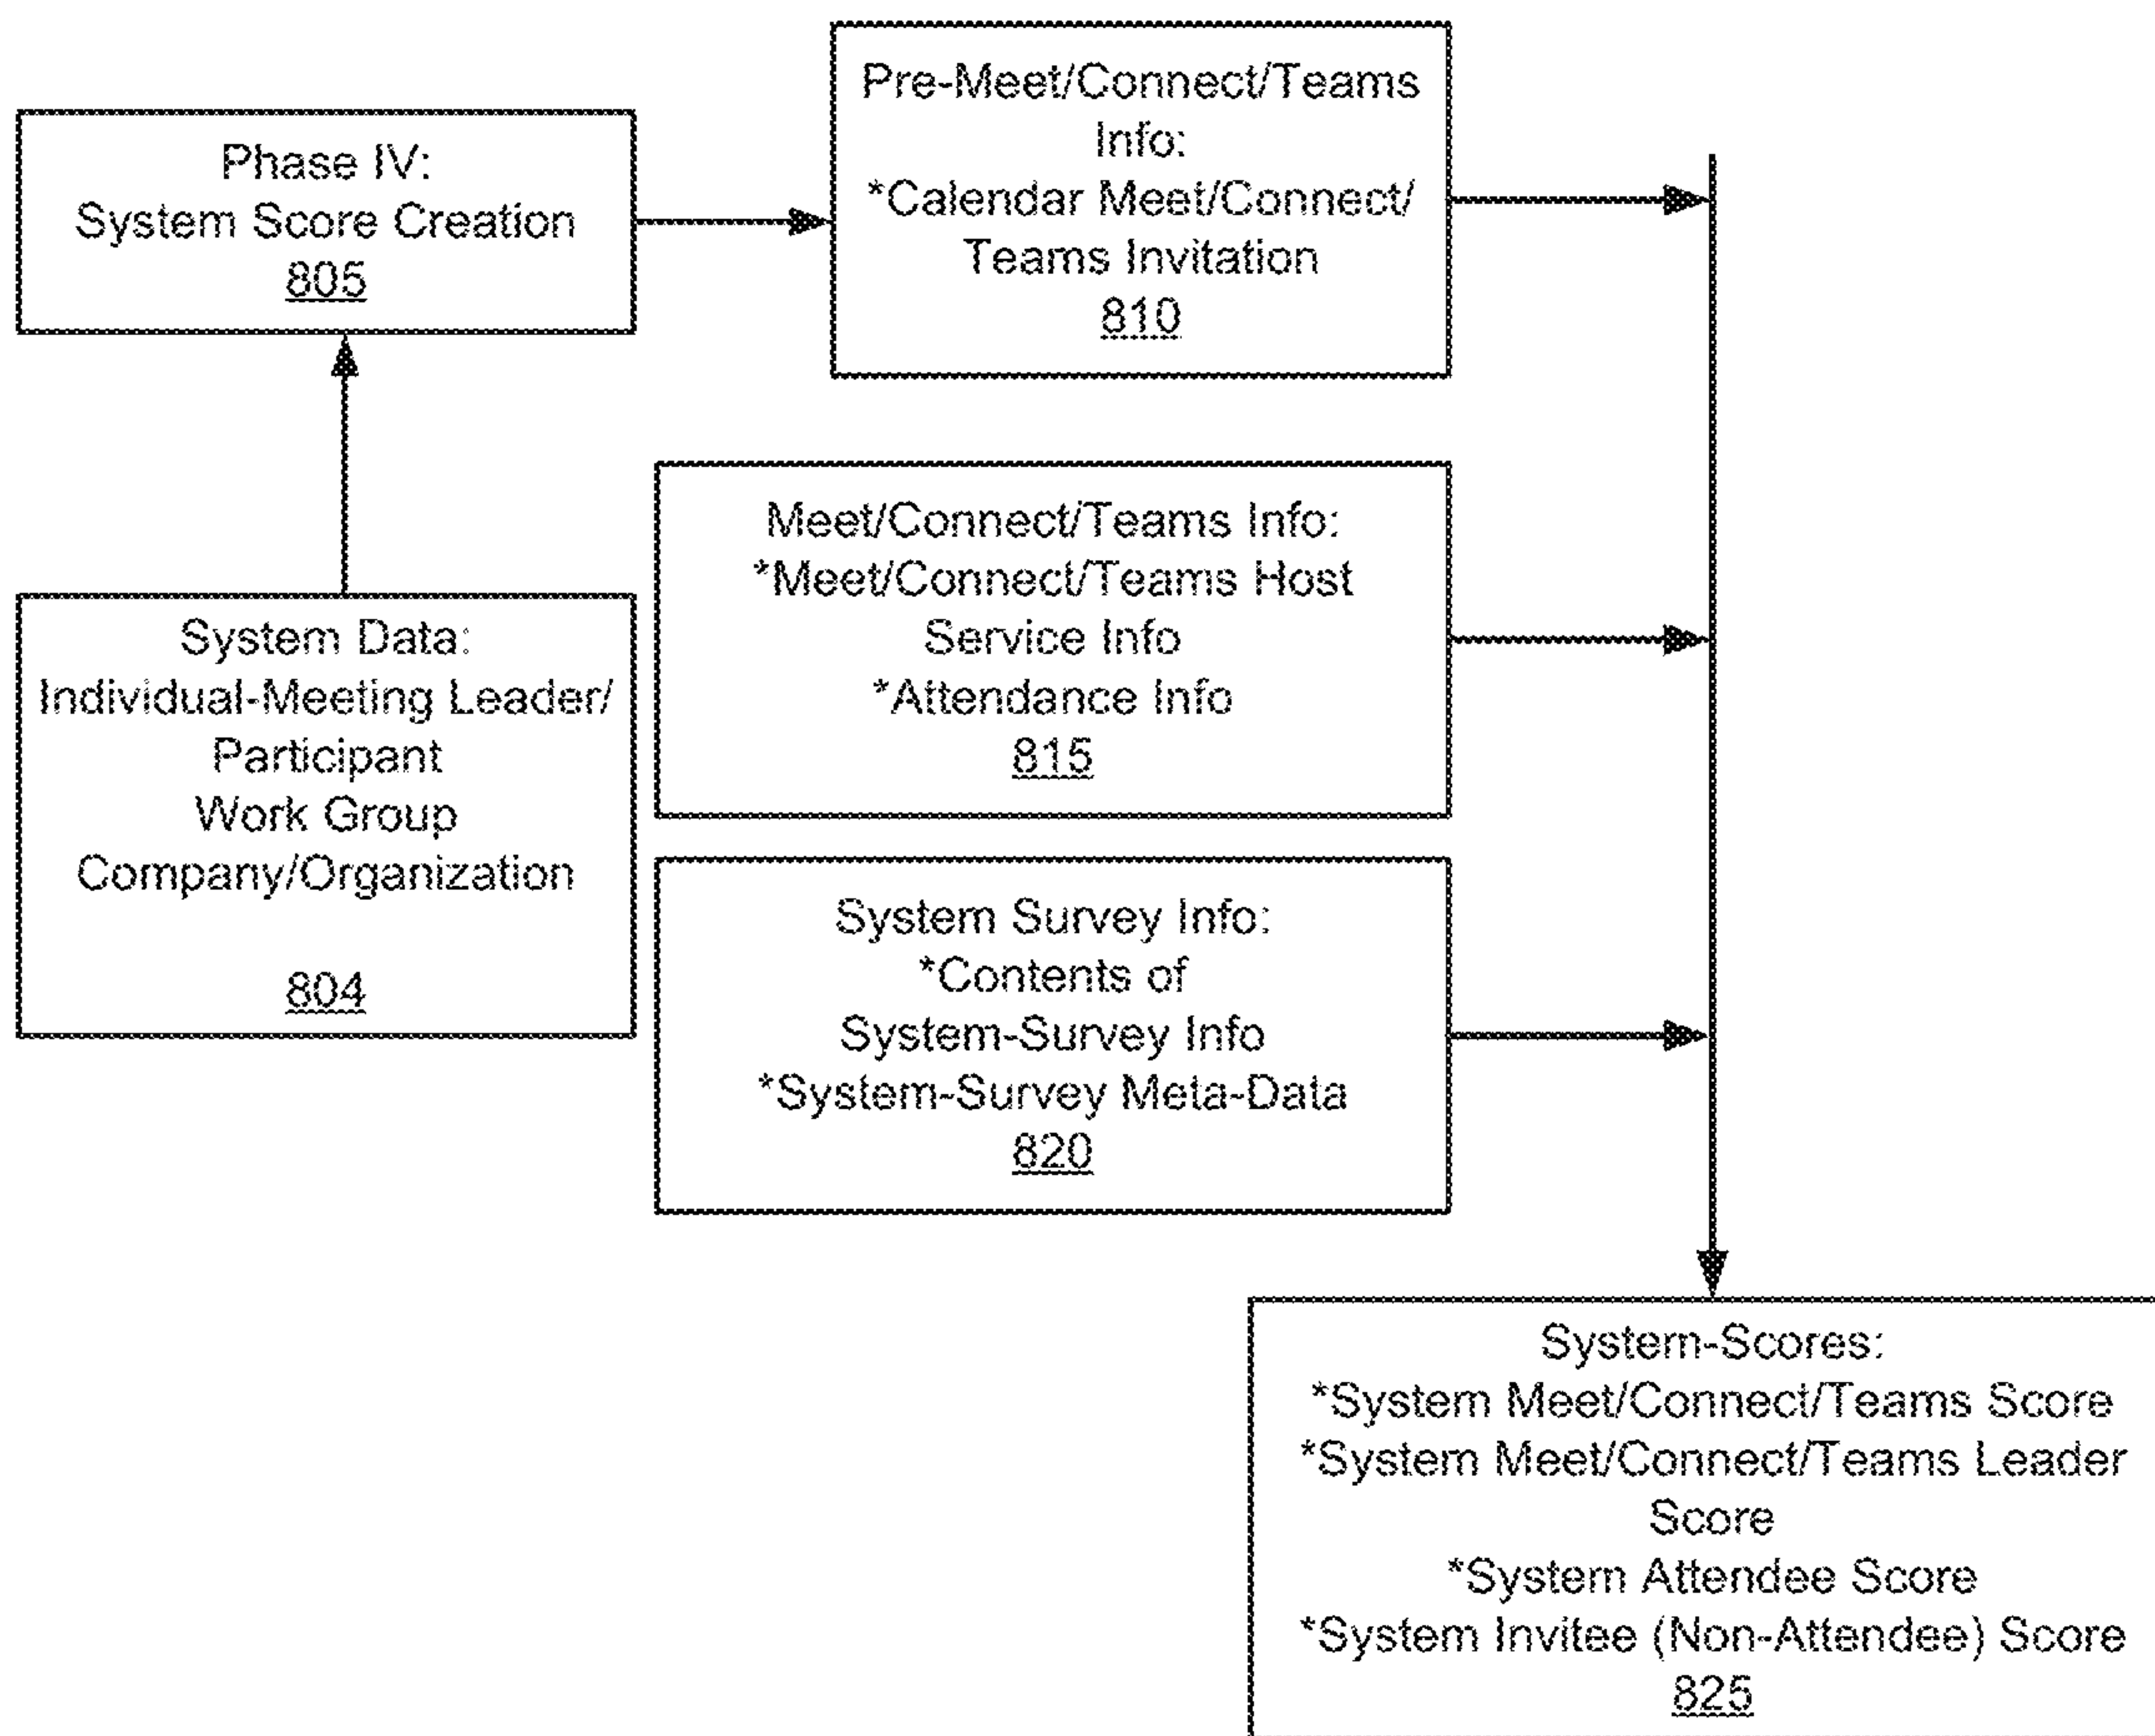 Phase IV:
System Score Creation
805
Pre-Meet/Connect/Teams
Info:
*Calendar Meet/Connect/
Teams Invitation
810
System Data:
Individual-Meeting Leader/
Participant
Work Group
Company/Organization
804
Meet/Connect/Teams Info:
*Meet/Connect/Teams Host
Service Info
*Attendance Info
815
System Survey Info:
*Contents of
System-Survey Info
*System-Survey Meta-Data
820
System-Scores:
*System Meet/Connect/Teams Score
*System Meet/Connect/Teams Leader
Score
*System Attendee Score
*System Invitee (Non-Attendee) Score
825